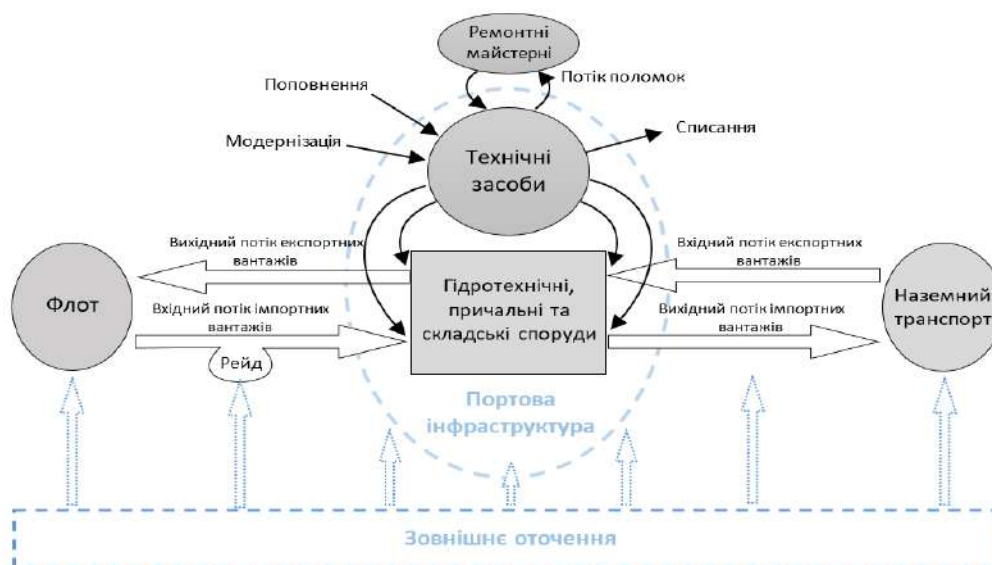 Ремонтні
майстерні
Поповнення
Потік поломок
Модернізація
Списання
Технічні
засоби
Вихідний потік експортних
вантажів
Вхідний потік експортних
вантажів
Флот
Гідротехнічні,
причальні та
складські споруди
Наземний
транспорт
Вхідний потік імпортних
вантажів
Вихідний потік імпортних
вантажів
Рейд
Портова
інфраструктура
Зовнішнє оточення